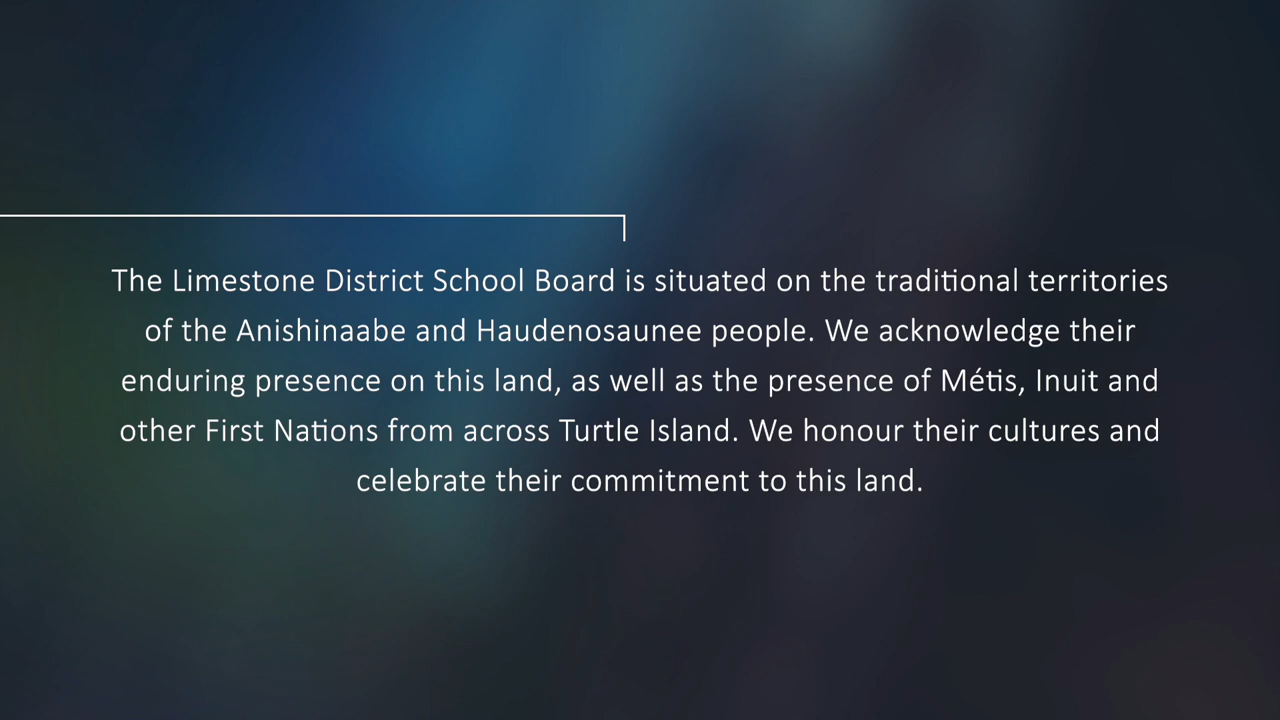 The Limestone District School Board is situated on the traditional territories
of the Anishinaabe and Haudenosaunee people. We acknowledge their
enduring presence on this land, as well as the presence of Métis, Inuit and
other First Nations from across Turtle Island. We honour their cultures and
celebrate their commitment to this land.